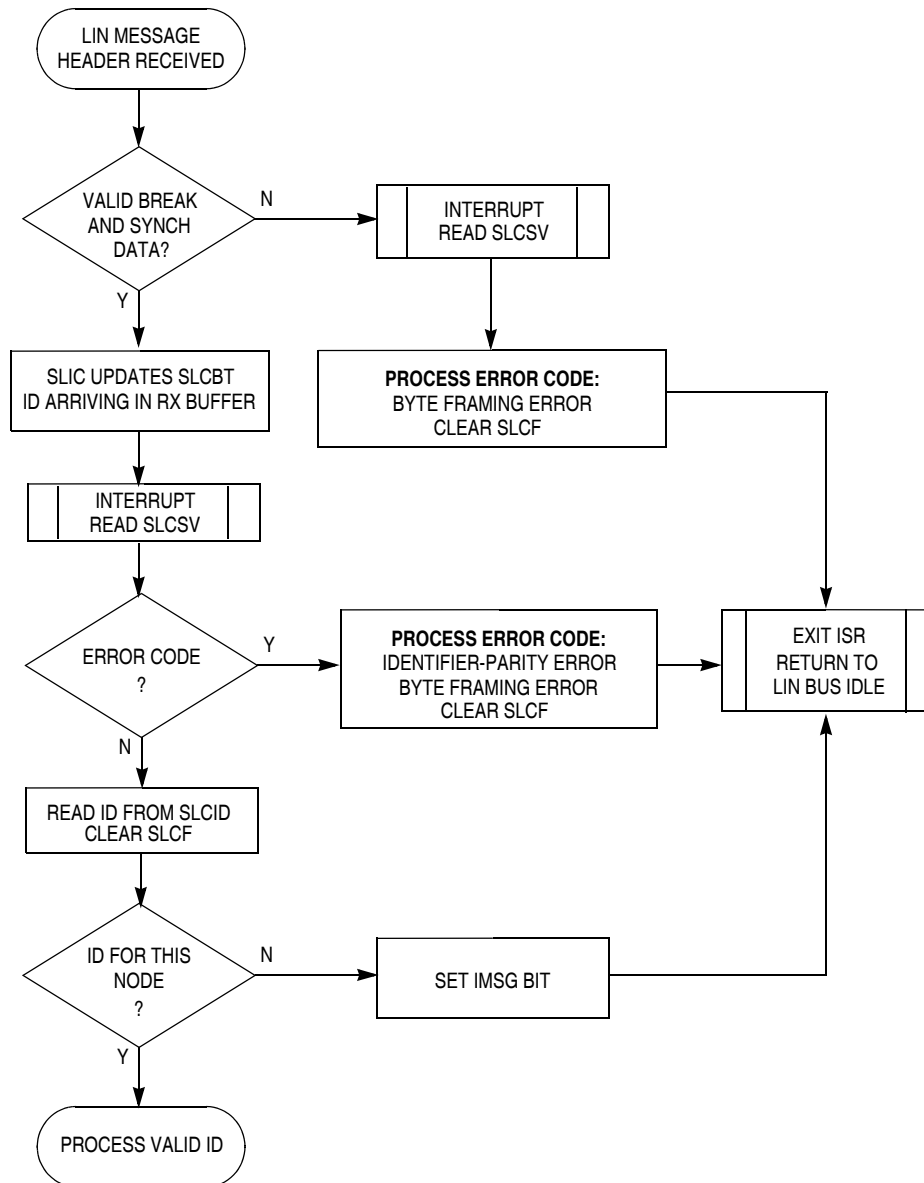 LIN MESSAGE
HEADER RECEIVED
VALID BREAK
AND SYNCH
DATA?
N
Y
INTERRUPT
READ SLCSV
PROCESS ERROR CODE:
BYTE FRAMING ERROR
CLEAR SLCF
SLIC UPDATES SLCBT
ID ARRIVING IN RX BUFFER
INTERRUPT
READ SLCSV
ERROR CODE
?
Y
N
PROCESS ERROR CODE:
IDENTIFIER-PARITY ERROR
BYTE FRAMING ERROR
CLEAR SLCF
EXIT ISR
RETURN TO
LIN BUS IDLE
READ ID FROM SLCID
CLEAR SLCF
ID FOR THIS
NODE
?
N
Y
SET IMSG BIT
PROCESS VALID ID